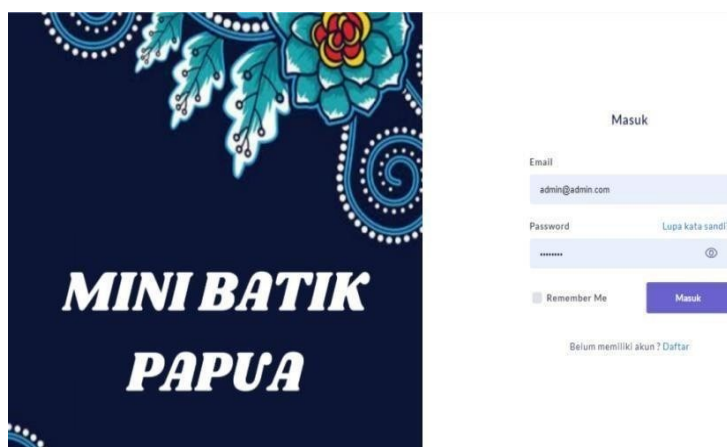 MINI BATIK
PAPUA
Masuk
Email
admin@admin.com
Password Lupa kata sandi
••••••••
Remember Me Masuk
Belum memiliki akun ? Daftar